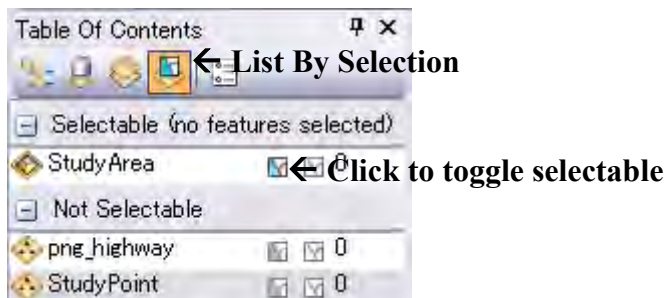 Table Of Contents
← List By Selection
Selectable (no features selected)
StudyArea 0
← Click to toggle selectable
Not Selectable
png_highway 0
StudyPoint 0